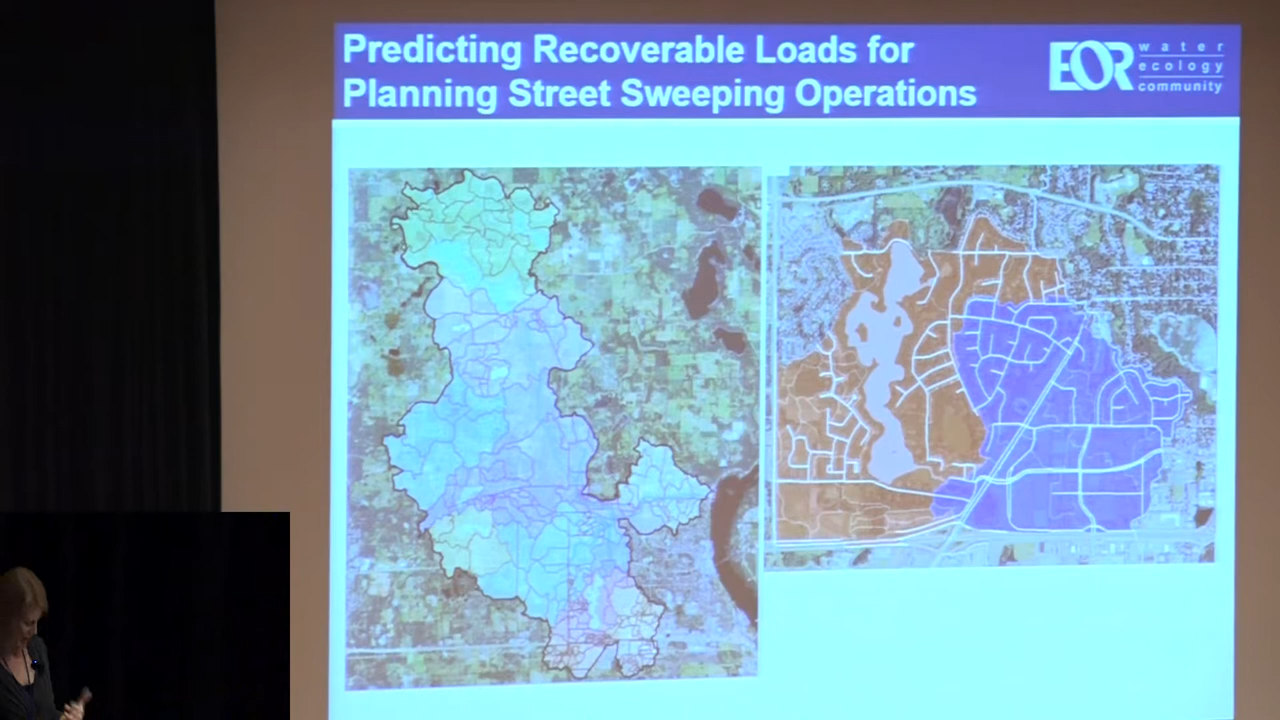 Predicting Recoverable Loads for
Planning Street Sweeping Operations
EOR
water
ecology
community